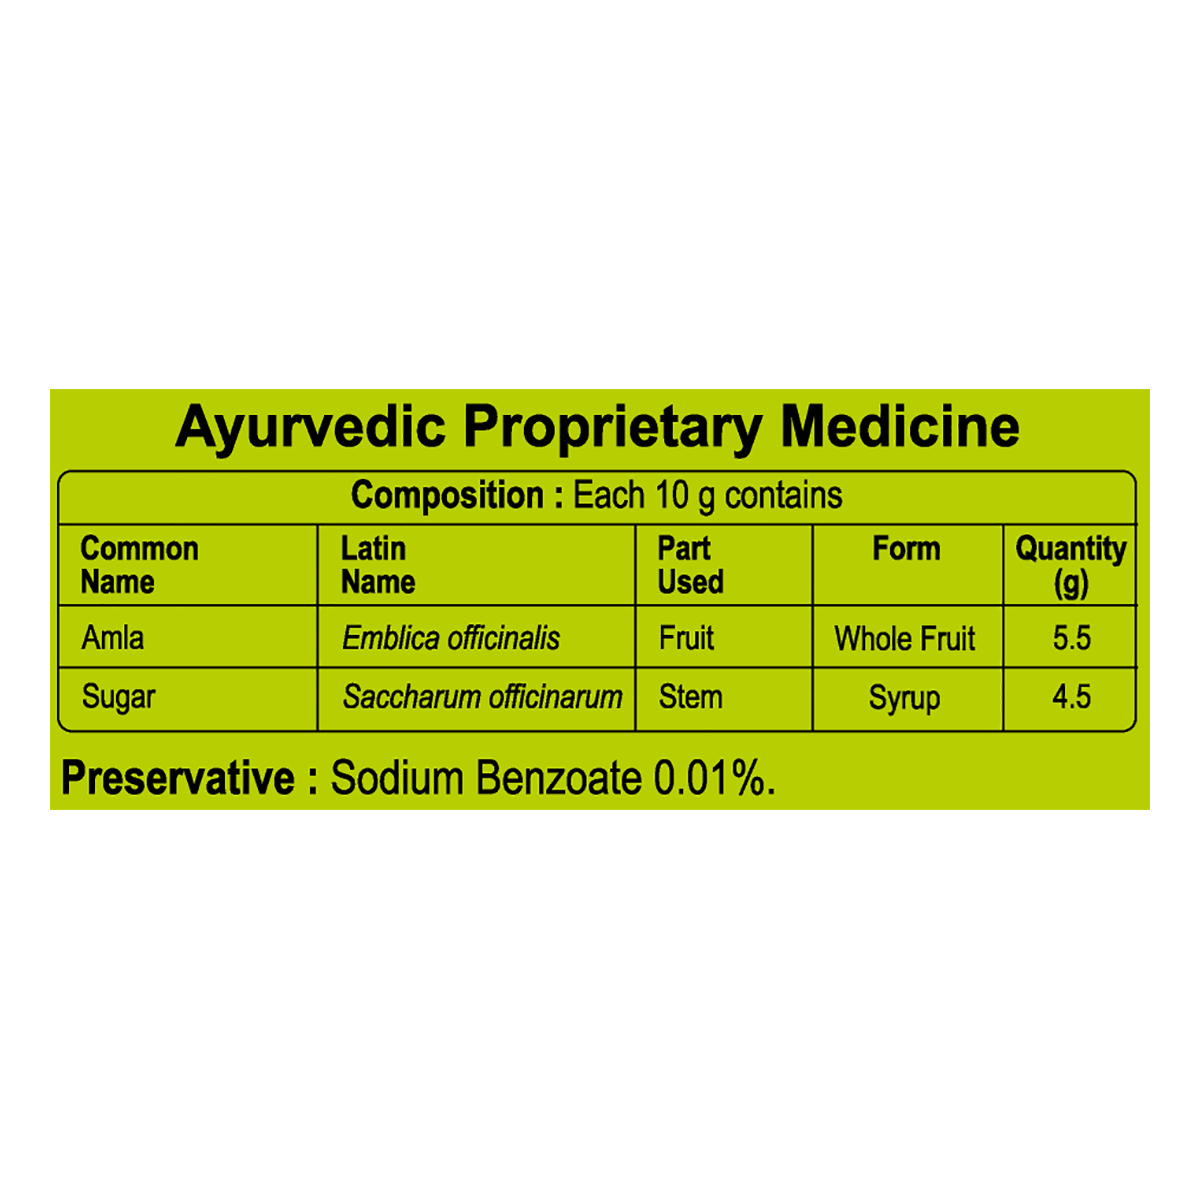 Ayurvedic Proprietary Medicine
Composition : Each 10 g contains
Common Name Latin Name Part Used Form Quantity (g)
Amla Emblica officinalis Fruit Whole Fruit 5.5
Sugar Saccharum officinarum Stem Syrup 4.5
Preservative : Sodium Benzoate 0.01%.